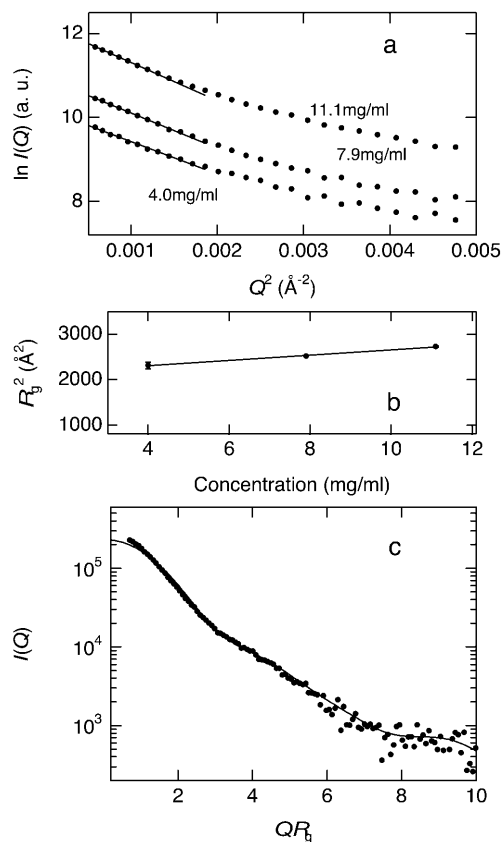 12
a
ln I(Q) (a. u.)
10
11.1mg/ml
7.9mg/ml
8
4.0mg/ml
0.001 0.002 0.003 0.004 0.005
Q² (Å⁻²)
3000
Rg² (Å²)
2000
b
1000
4 6 8 10 12
Concentration (mg/ml)
c
10⁵
I(Q)
10⁴
10³
2 4 6 8 10
QRg